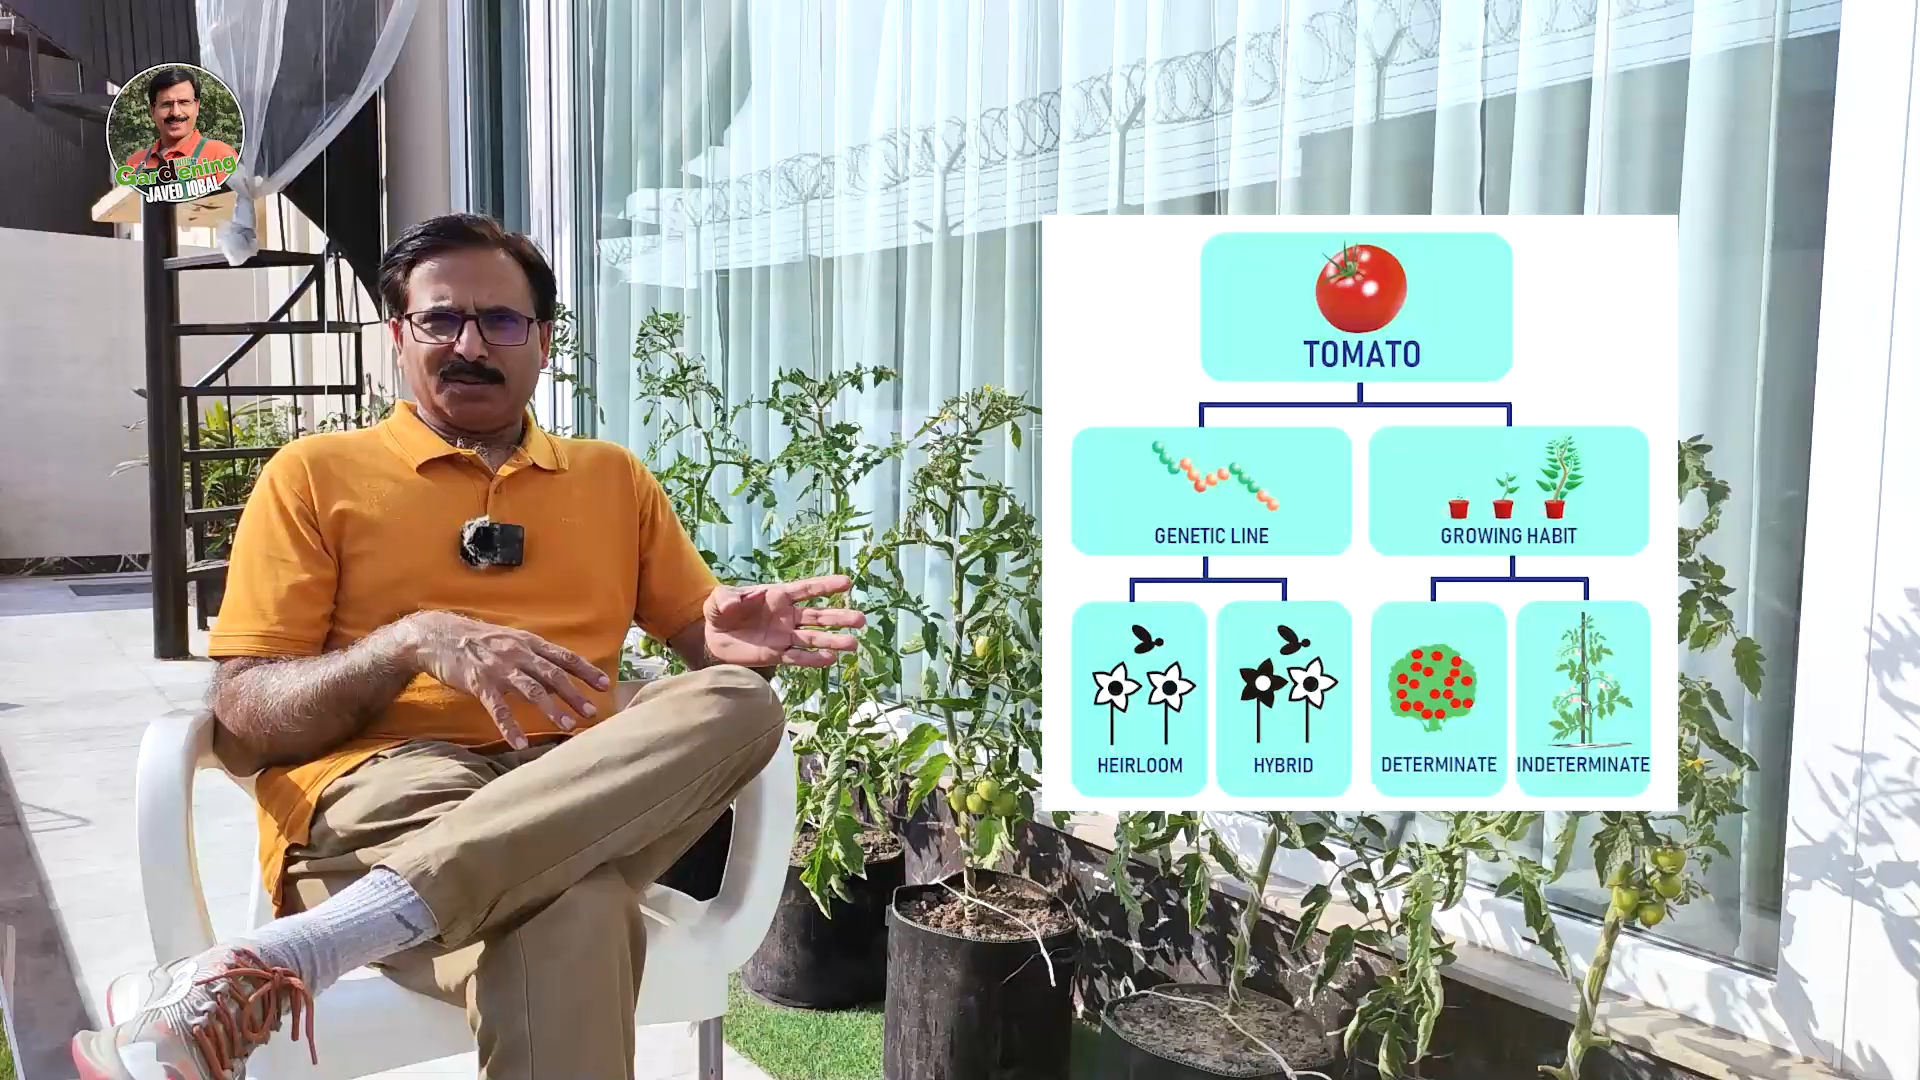 Gardening
JAVED IQBAL
TOMATO
GENETIC LINE
GROWING HABIT
HEIRLOOM
HYBRID
DETERMINATE
INDETERMINATE